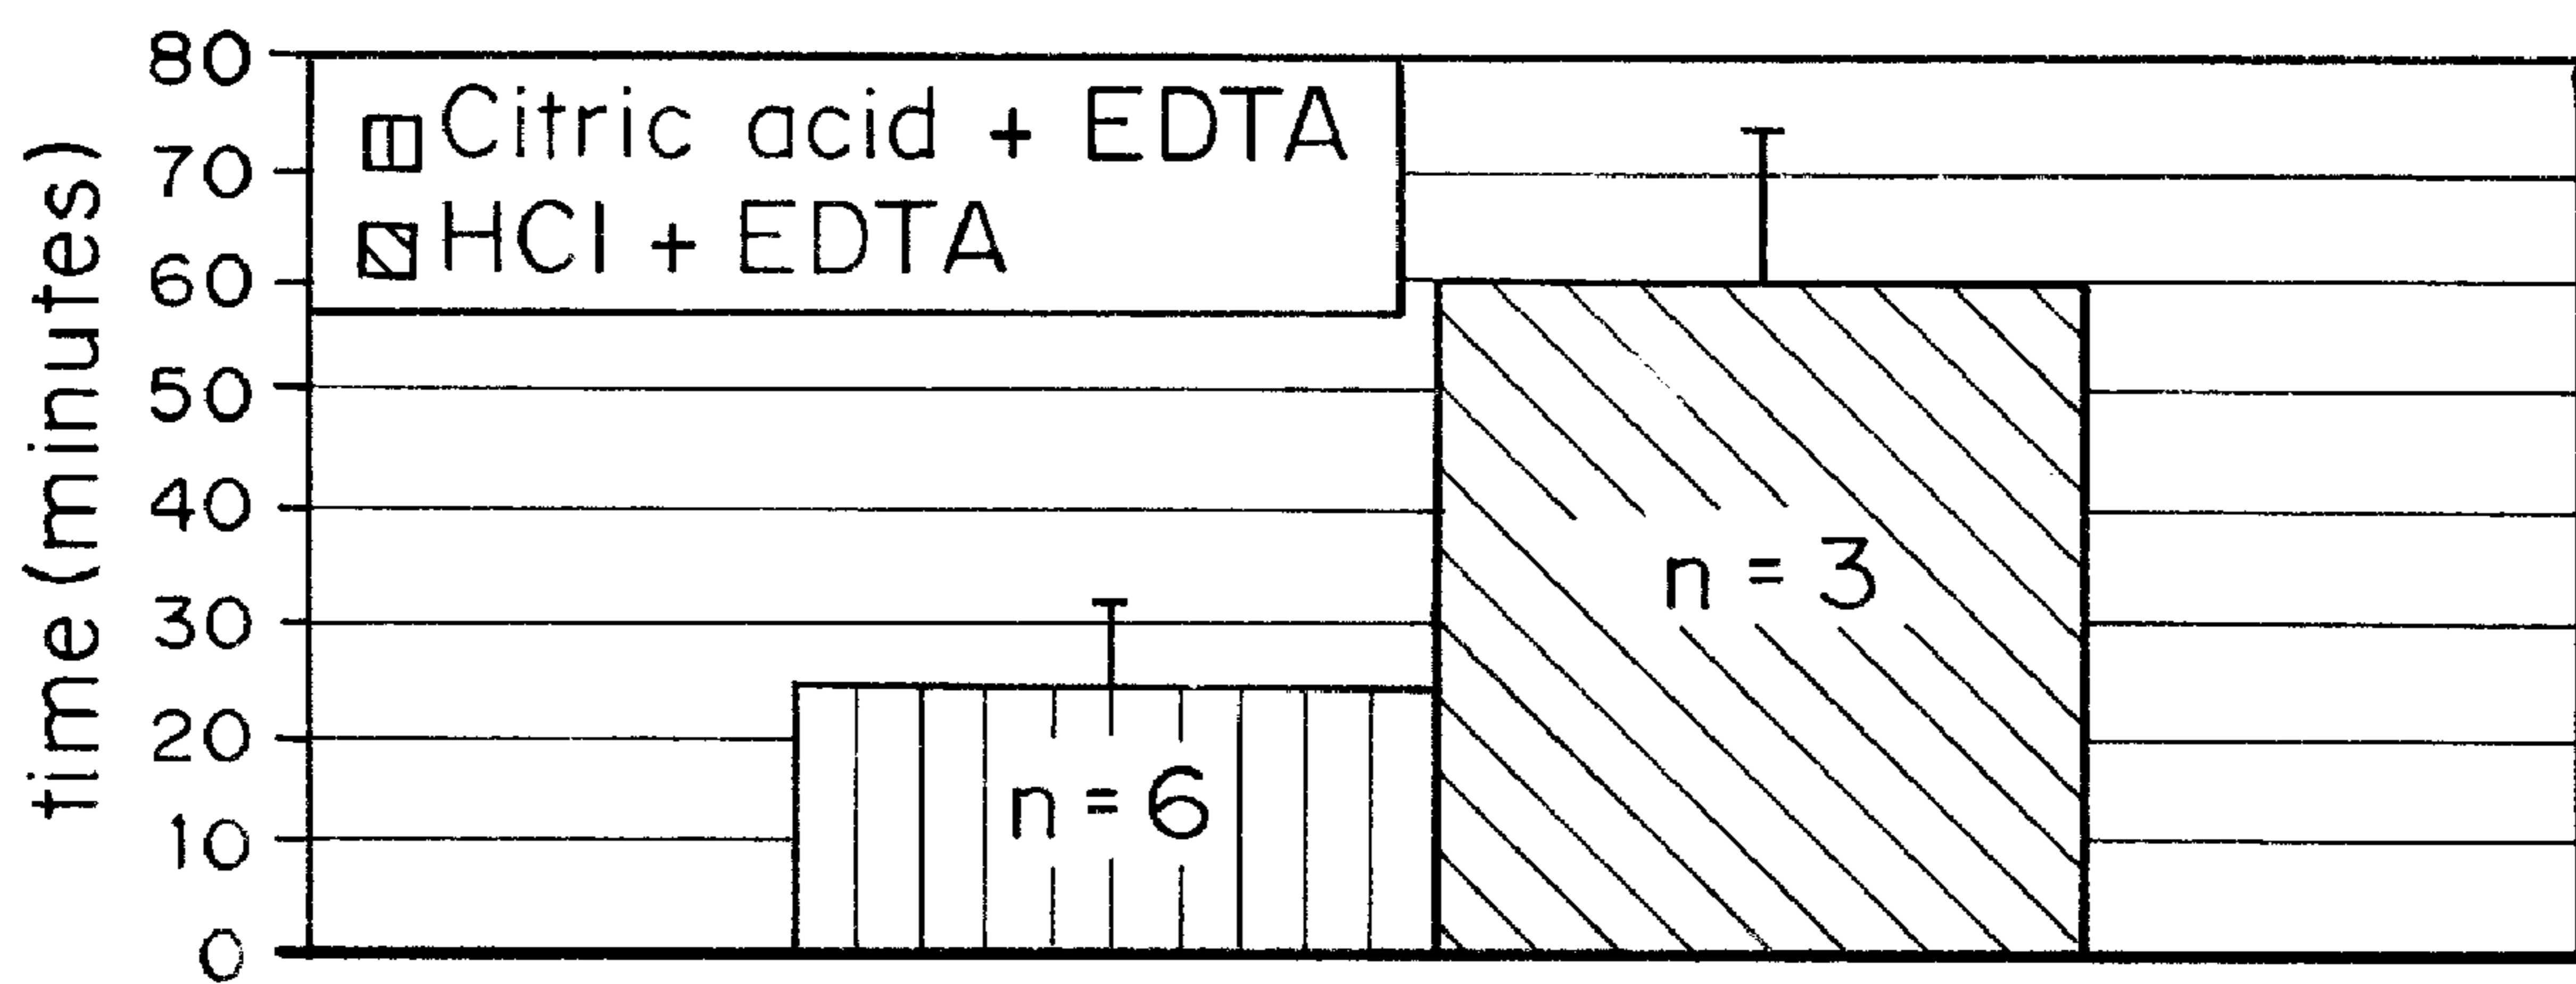 time (minutes)
80
70
60
50
40
30
20
10
0
Citric acid + EDTA
HCl + EDTA
n = 6
n = 3